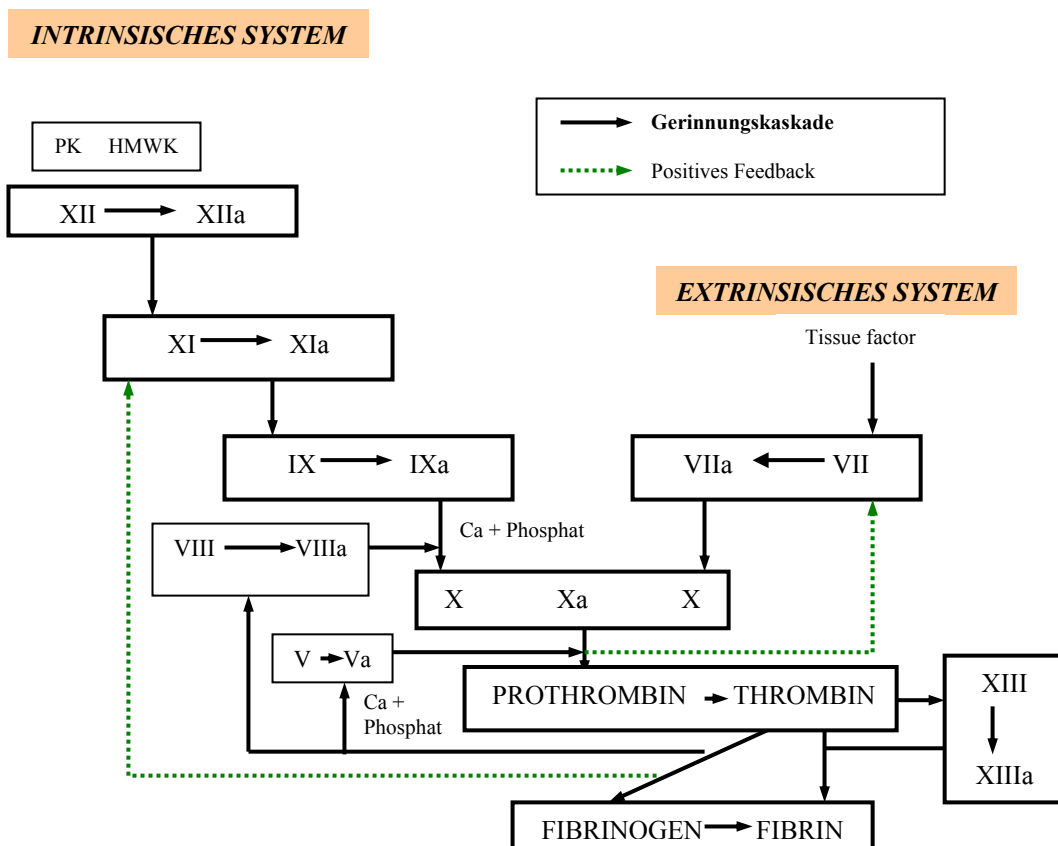 INTRINSISCHES SYSTEM
Gerinnungskaskade
Positives Feedback
PK HMWK
XII XIIa
EXTRINSISCHES SYSTEM
Tissue factor
XI XIa
IX IXa
VIIa VII
Ca + Phosphat
VIII VIIIa
X Xa X
V Va
Ca +
Phosphat
PROTHROMBIN THROMBIN
XIII
XIIIa
FIBRINOGEN FIBRIN